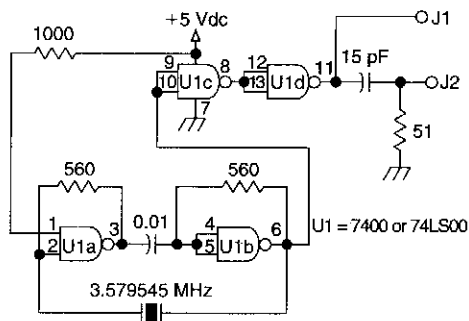 +5 Vdc
J1
1000
9
10
U1c
8
12
13
U1d
11
15 pF
J2
7
51
560
560
1
2
U1a
3
0.01
4
5
U1b
6
U1 = 7400 or 74LS00
3.579545 MHz